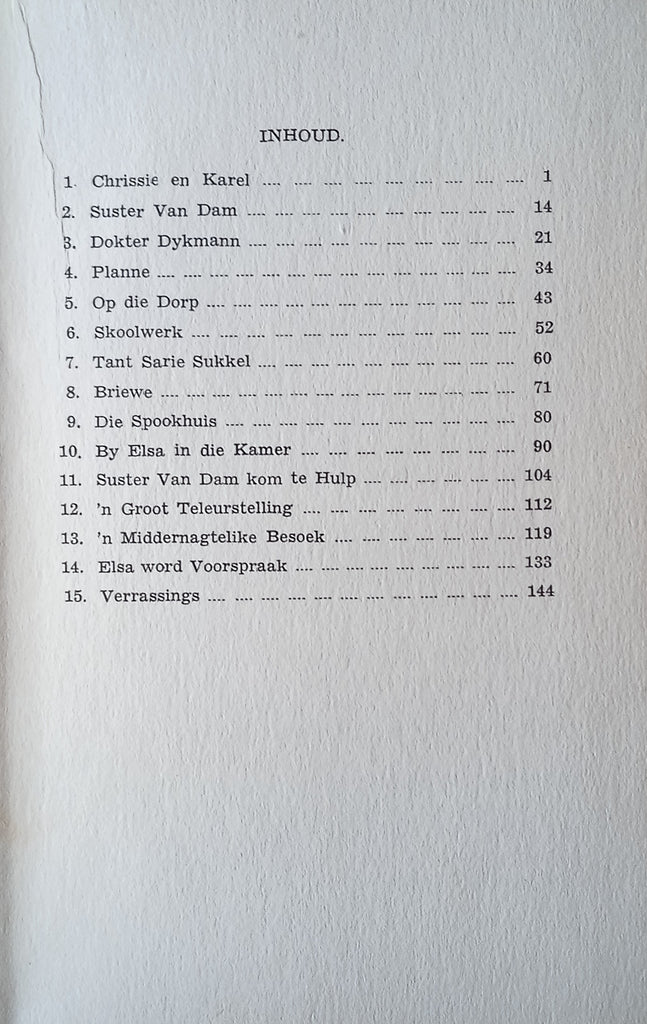 INHOUD.
1. Chrissie en Karel .... .... .... .... .... .... .... .... .... 1
2. Suster Van Dam .... .... .... .... .... .... .... .... .... .... 14
3. Dokter Dykmann .... .... .... .... .... .... .... .... .... .... 21
4. Planne .... .... .... .... .... .... .... .... .... .... .... .... .... 34
5. Op die Dorp .... .... .... .... .... .... .... .... .... .... .... 43
6. Skoolwerk .... .... .... .... .... .... .... .... .... .... .... .... 52
7. Tant Sarie Sukkel .... .... .... .... .... .... .... .... .... 60
8. Briewe .... .... .... .... .... .... .... .... .... .... .... .... .... 71
9. Die Spookhuis .... .... .... .... .... .... .... .... .... .... .... 80
10. By Elsa in die Kamer .... .... .... .... .... .... .... .... 90
11. Suster Van Dam kom te Hulp .... .... .... .... .... .... 104
12. 'n Groot Teleurstelling .... .... .... .... .... .... .... .... 112
13. 'n Middernagtelike Besoek .... .... .... .... .... .... .... 119
14. Elsa word Voorspraak .... .... .... .... .... .... .... .... 133
15. Verrassings .... .... .... .... .... .... .... .... .... .... .... .... 144